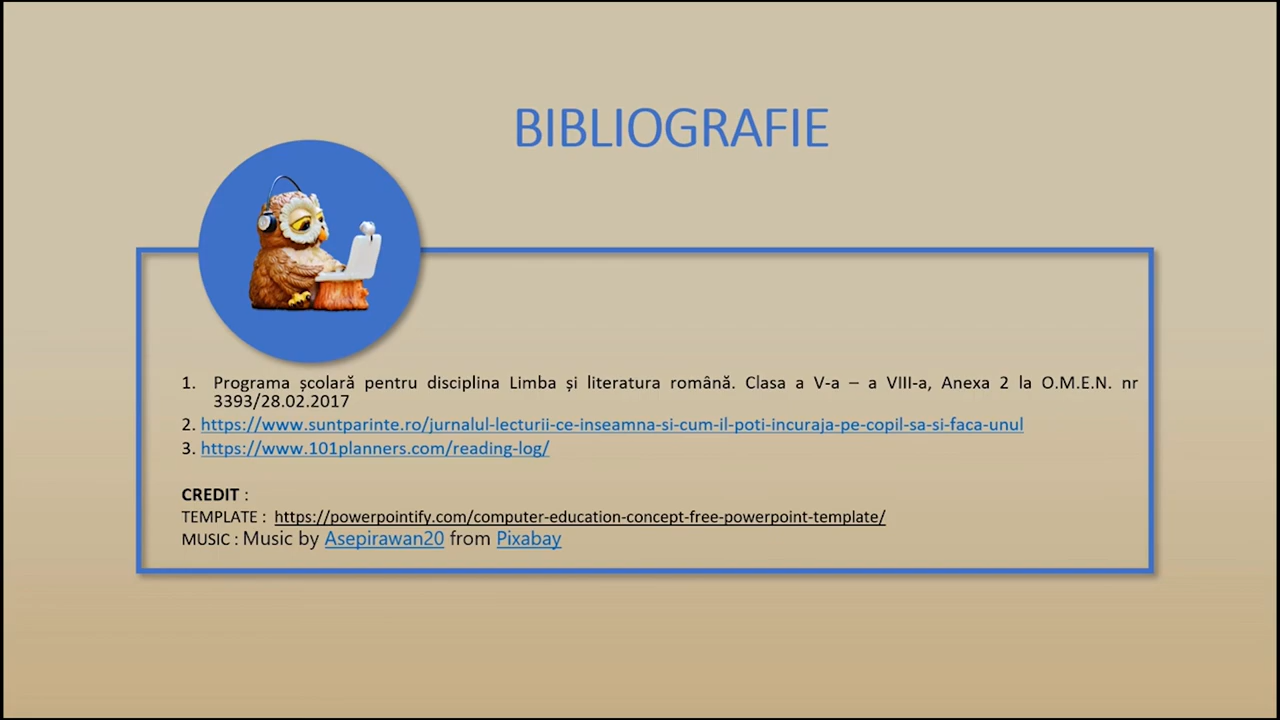 BIBLIOGRAFIE
1. Programa școlară pentru disciplina Limba și literatura română. Clasa a V-a – a VIII-a, Anexa 2 la O.M.E.N. nr
3393/28.02.2017
2. https://www.suntparinte.ro/jurnalul-lecturii-ce-inseamna-si-cum-il-poti-incuraja-pe-copil-sa-si-faca-unul
3. https://www.101planners.com/reading-log/
CREDIT :
TEMPLATE : https://powerpointify.com/computer-education-concept-free-powerpoint-template/
MUSIC : Music by Asepirawan20 from Pixabay